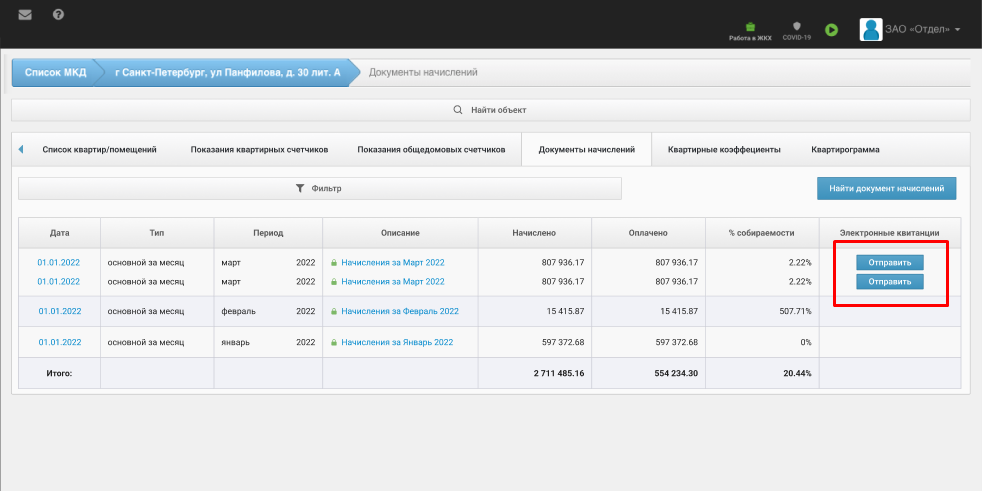 Работа в ЖКХ COVID-19 ЗАО «Отдел»
Список МКД г Санкт-Петербург, ул Панфилова, д. 30 лит. А Документы начислений
Найти объект
Список квартир/помещений Показания квартирных счетчиков Показания общедомовых счетчиков Документы начислений Квартирные коэффециенты Квартирограмма
Фильтр Найти документ начислений
Дата Тип Период Описание Начислено Оплачено % собираемости Электронные квитанции
01.01.2022 основной за месяц март 2022 Начисления за Март 2022 807 936.17 807 936.17 2.22% Отправить
01.01.2022 основной за месяц март 2022 Начисления за Март 2022 807 936.17 807 936.17 2.22% Отправить
01.01.2022 основной за месяц февраль 2022 Начисления за Февраль 2022 15 415.87 15 415.87 507.71%
01.01.2022 основной за месяц январь 2022 Начисления за Январь 2022 597 372.68 597 372.68 0%
Итого: 2 711 485.16 554 234.30 20.44%